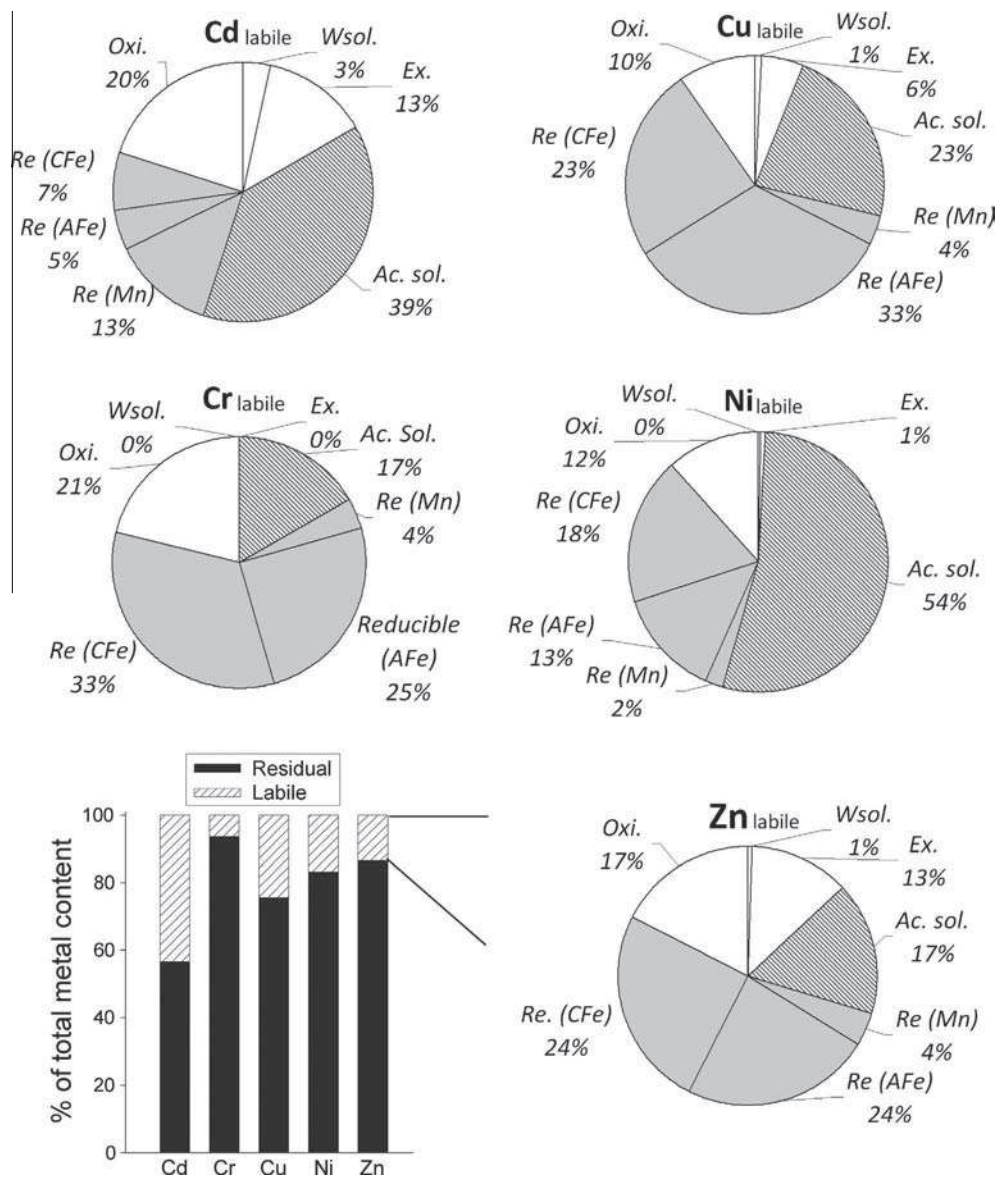 Cd labile
Oxi.
20%
Wsol.
3%
Ex.
13%
Re (CFe)
7%
Re (AFe)
5%
Re (Mn)
13%
Ac. sol.
39%
Cu labile
Oxi.
10%
Wsol.
1%
Ex.
6%
Ac. sol.
23%
Re (CFe)
23%
Re (Mn)
4%
Re (AFe)
33%
Cr labile
Wsol.
0%
Ex.
0%
Oxi.
21%
Ac. Sol.
17%
Re (Mn)
4%
Re (CFe)
33%
Reducible
(AFe)
25%
Ni labile
Wsol.
0%
Ex.
1%
Oxi.
12%
Re (CFe)
18%
Ac. sol.
54%
Re (AFe)
13%
Re (Mn)
2%
Residual
Labile
% of total metal content
100
80
60
40
20
0
Cd Cr Cu Ni Zn
Zn labile
Oxi.
17%
Wsol.
1%
Ex.
13%
Ac. sol.
17%
Re. (CFe)
24%
Re (Mn)
4%
Re (AFe)
24%